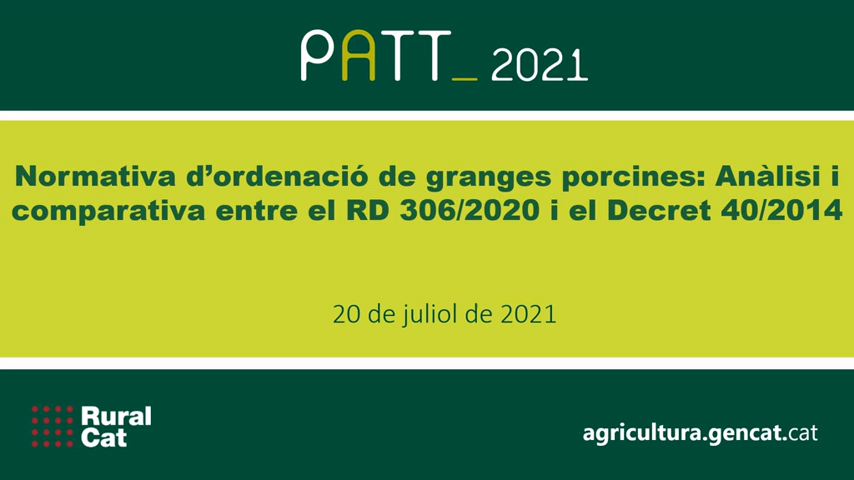 PATT_ 2021
Normativa d’ordenació de granges porcines: Anàlisi i
comparativa entre el RD 306/2020 i el Decret 40/2014
20 de juliol de 2021
Rural
Cat
agricultura.gencat.cat